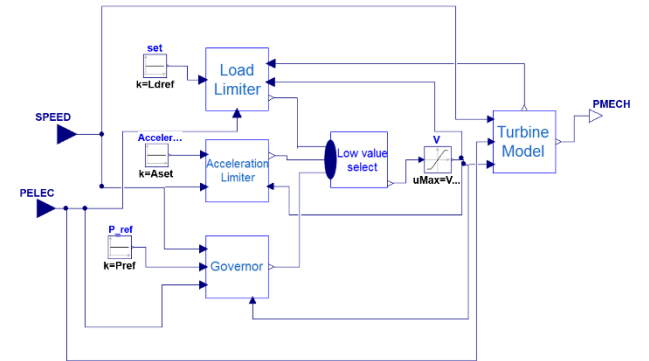 set
k=Ldref
Load
Limiter
SPEED
PMECH
Acceler...
k=Aset
Acceleration
Limiter
Low value
select
V
uMax=V...
Turbine
Model
PELEC
P_ref
k=Pref
Governor